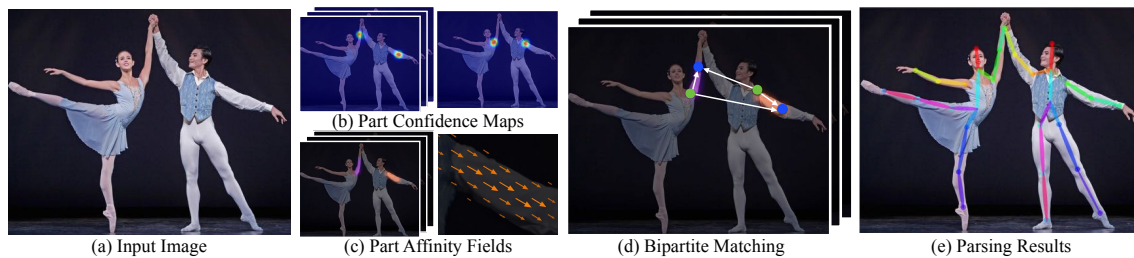 (a) Input Image
(b) Part Confidence Maps
(c) Part Affinity Fields
(d) Bipartite Matching
(e) Parsing Results